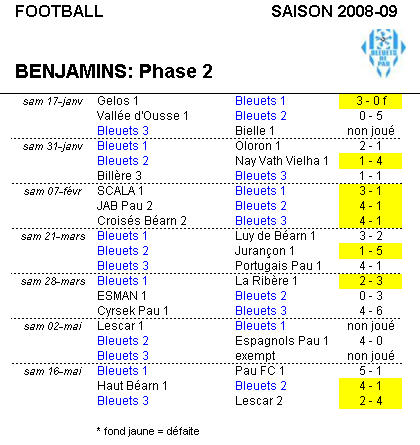 FOOTBALL SAISON 2008-09
BLEUETS
DE PAU
BENJAMINS: Phase 2
sam 17-janv Gelos 1 Bleuets 1 3 - 0 f
Vallée d'Ousse 1 Bleuets 2 0 - 5
Bleuets 3 Bielle 1 non joué
sam 31-janv Bleuets 1 Oloron 1 2 - 1
Bleuets 2 Nay Vath Vielha 1 1 - 4
Billère 3 Bleuets 3 1 - 1
sam 07-févr SCALA 1 Bleuets 1 3 - 1
JAB Pau 2 Bleuets 2 4 - 1
Croisés Béarn 2 Bleuets 3 4 - 1
sam 21-mars Bleuets 1 Luy de Béarn 1 3 - 2
Bleuets 2 Jurançon 1 1 - 5
Bleuets 3 Portugais Pau 1 4 - 1
sam 28-mars Bleuets 1 La Ribère 1 2 - 3
ESMAN 1 Bleuets 2 0 - 3
Cyrsek Pau 1 Bleuets 3 4 - 6
sam 02-mai Lescar 1 Bleuets 1 non joué
Bleuets 2 Espagnols Pau 1 4 - 0
Bleuets 3 exempt non joué
sam 16-mai Bleuets 1 Pau FC 1 5 - 1
Haut Béarn 1 Bleuets 2 4 - 1
Bleuets 3 Lescar 2 2 - 4
* fond jaune = défaite